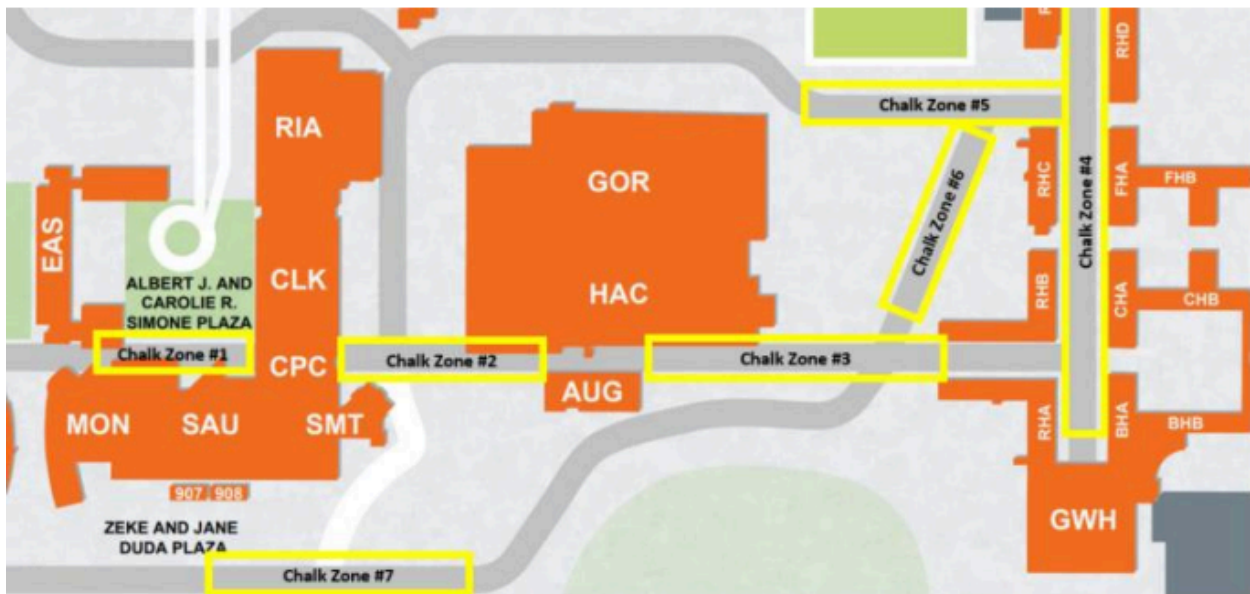 RHD
Chalk Zone #5
RIA
Chalk Zone #4
GOR
Chalk Zone #6
RHC
FHA
FHB
EAS
ALBERT J. AND
CAROLIE R.
SIMONE PLAZA
CLK
HAC
RHB
CHA
CHB
Chalk Zone #1
CPC
Chalk Zone #2
Chalk Zone #3
AUG
MON
SAU
SMT
RHA
BHA
BHB
907
908
GWH
ZEKE AND JANE
DUDA PLAZA
Chalk Zone #7